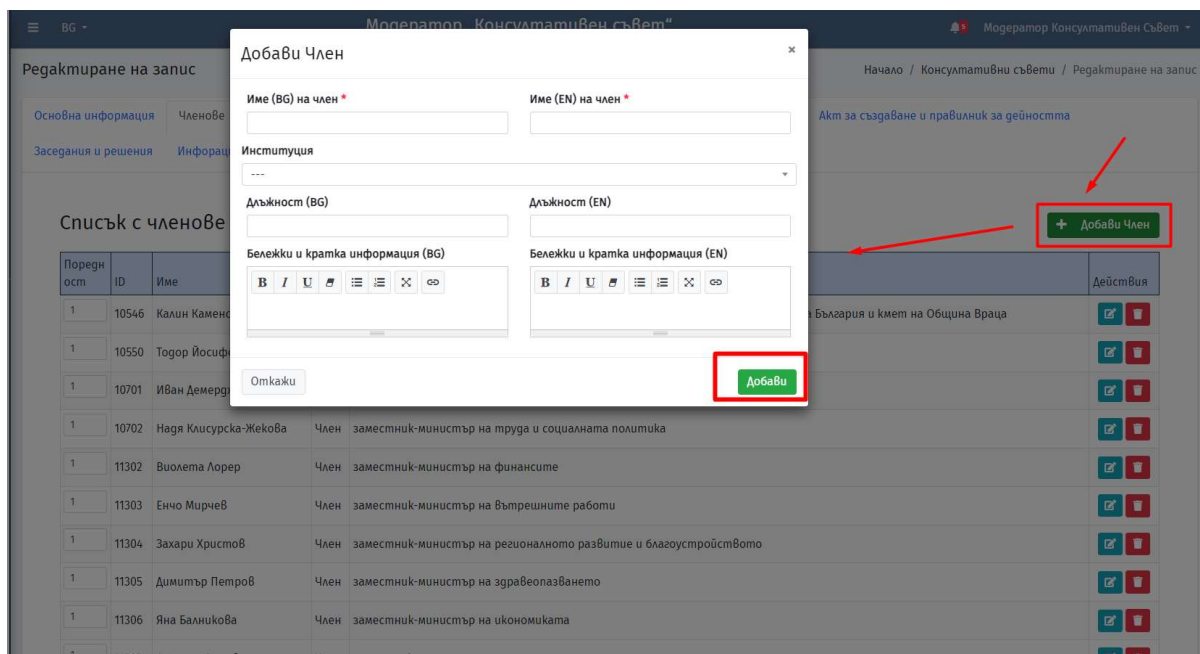 BG
Модератор „Консултативен съвет“
5
Модератор Консултативен Съвет
Редактиране на запис
Начало / Консултативни съвети / Редактиране на запис
Основна информация
Членове
Акт за създаване и правилник за дейността
Заседания и решения
Добави Член
×
Име (BG) на член *
Име (EN) на член *
Институция
---
Длъжност (BG)
Длъжност (EN)
Бележки и кратка информация (BG)
Бележки и кратка информация (EN)
B I U
B I U
Откажи
Добави
Списък с членове
+ Добави Член
Поредн
ост
ID
Име
Действия
1 10546 Калин България и кмет на Община Враца
1 10550 Тодор
1 10701 Иван
1 10702 Надя Клисурска-Жекова Член заместник-министър на труда и социалната политика
1 11302 Виолета Лорер Член заместник-министър на финансите
1 11303 Енчо Мирчев Член заместник-министър на вътрешните работи
1 11304 Захари Христов Член заместник-министър на регионалното развитие и благоустройството
1 11305 Димитър Петров Член заместник-министър на здравеопазването
1 11306 Яна Балникова Член заместник-министър на икономиката